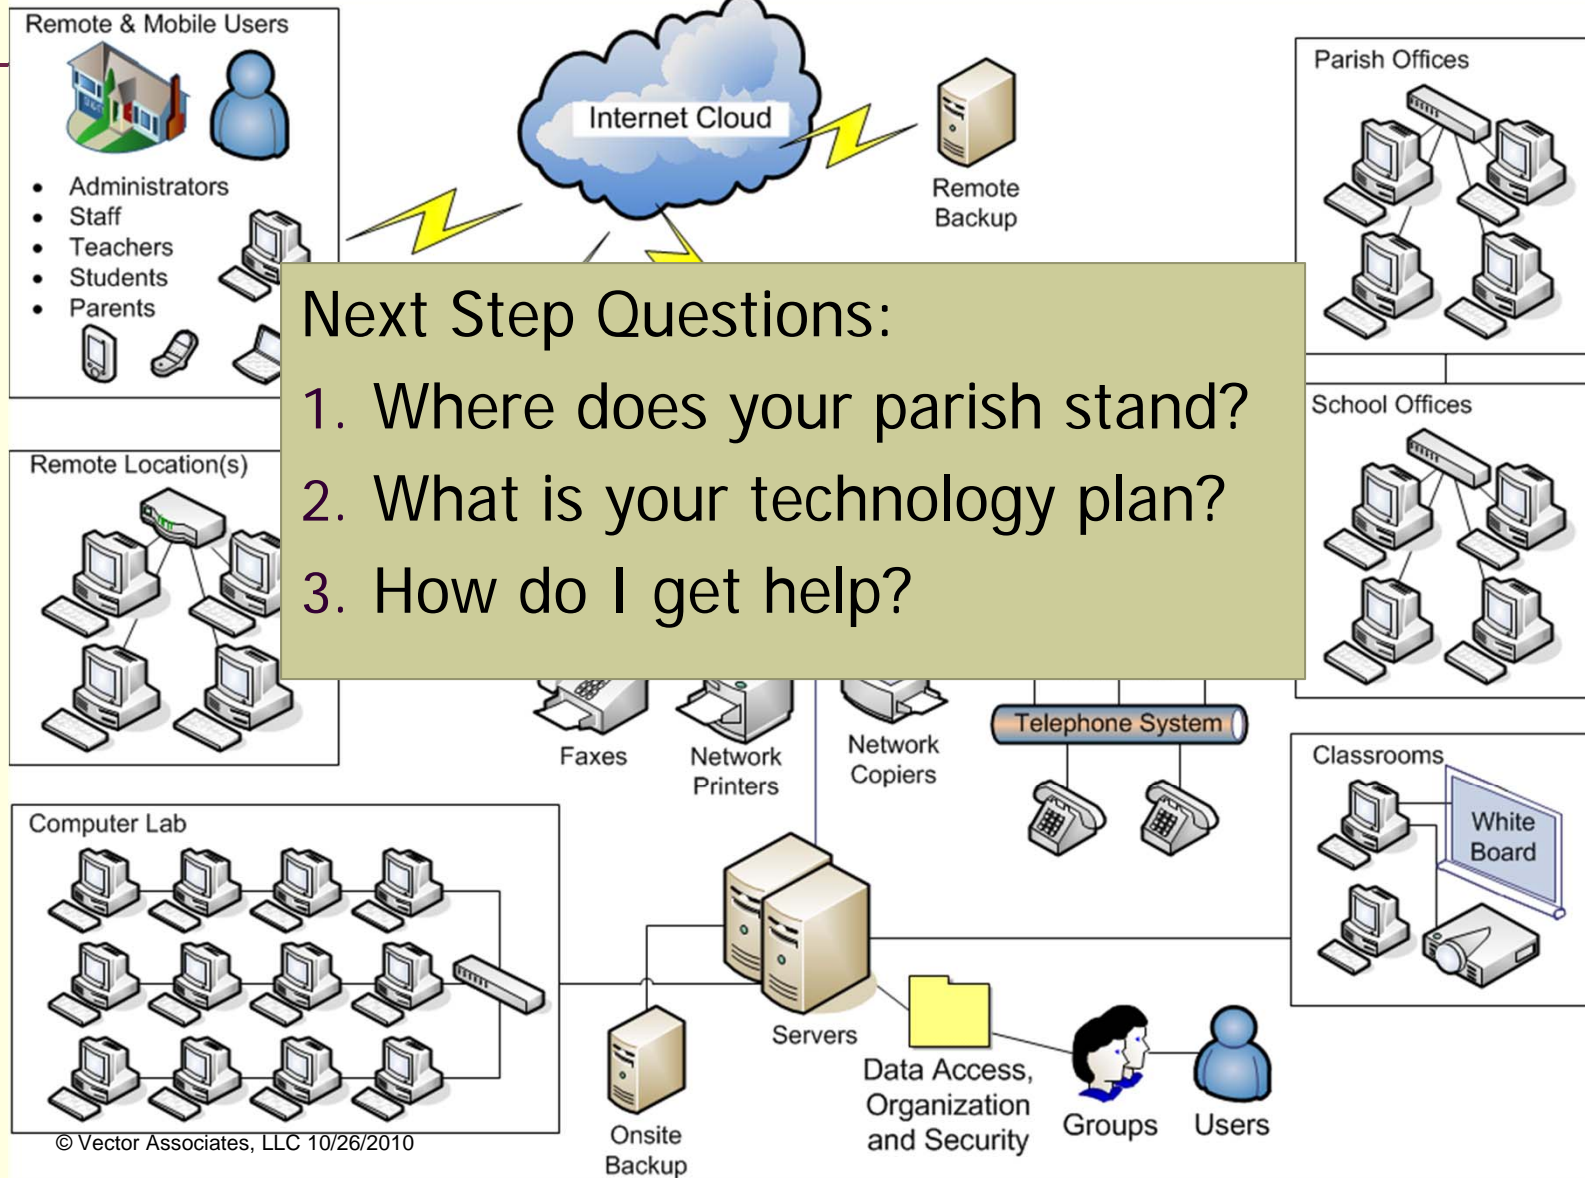 Remote & Mobile Users
• Administrators
• Staff
• Teachers
• Students
• Parents
Internet Cloud
Remote
Backup
Parish Offices
Next Step Questions:
1. Where does your parish stand?
2. What is your technology plan?
3. How do I get help?
School Offices
Remote Location(s)
Faxes
Network
Printers
Network
Copiers
Telephone System
Classrooms
White
Board
Computer Lab
Servers
Onsite
Backup
Data Access,
Organization
and Security
Groups
Users
© Vector Associates, LLC 10/26/2010